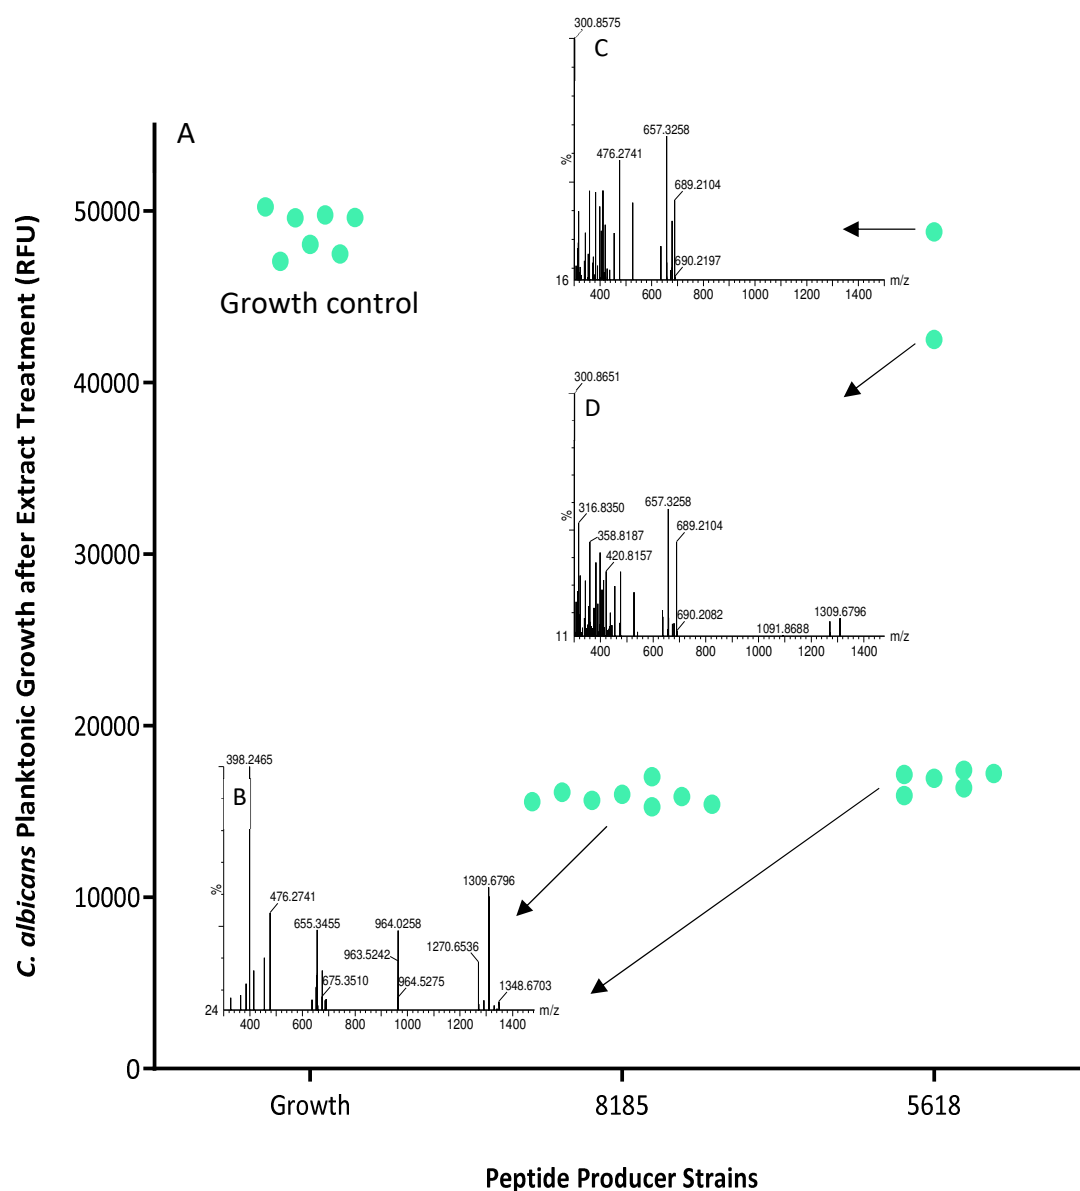 300.8575
C
657.3258
%
476.2741
689.2104
690.2197
16
m/z
400 600 800 1000 1200 1400
A
50000
40000
30000
20000
10000
0
C. albicans Planktonic Growth after Extract Treatment (RFU)
Growth control
300.8651
D
657.3258
316.8350
%
689.2104
358.8187
420.8157
690.2082
1309.6796
1091.8688
11
m/z
400 600 800 1000 1200 1400
398.2465
B
%
1309.6796
476.2741
655.3455
964.0258
1270.6536
963.5242
675.3510
964.5275
1348.6703
24
m/z
400 600 800 1000 1200 1400
Growth 8185 5618
Peptide Producer Strains